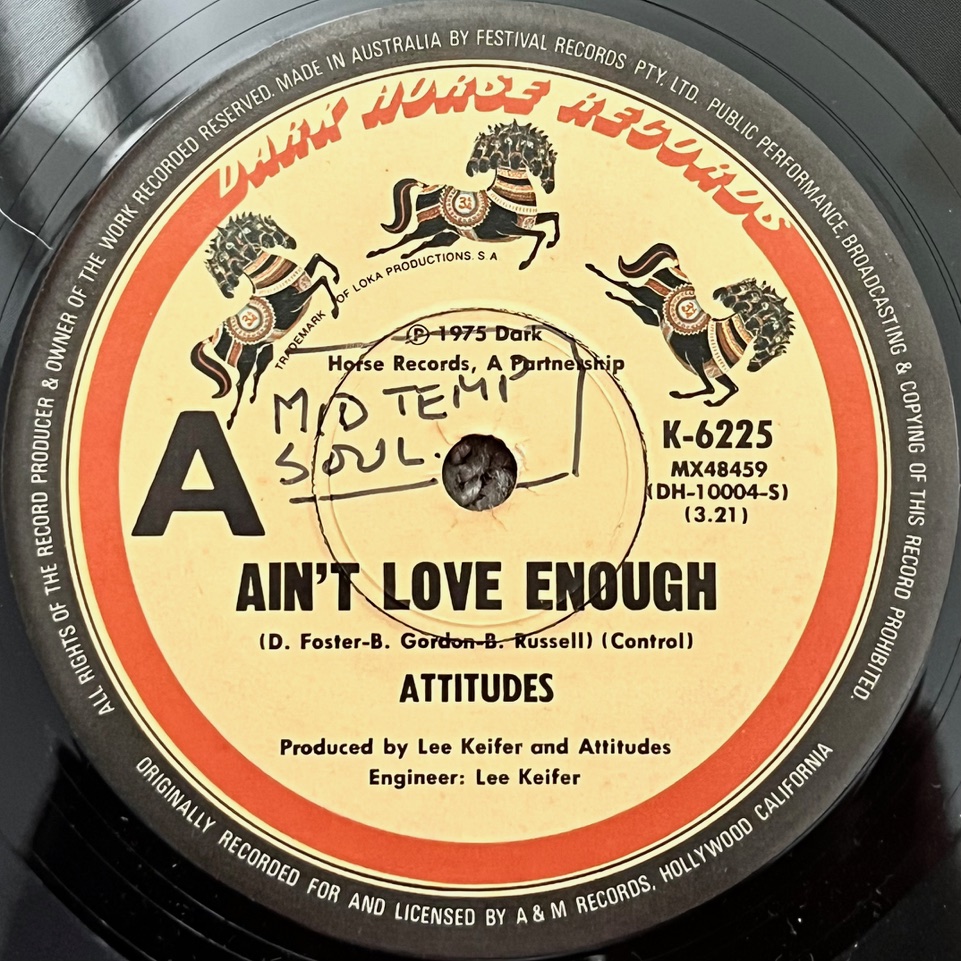 ALL RIGHTS OF THE RECORD PRODUCER & OWNER OF THE WORK RECORDED RESERVED. MADE IN AUSTRALIA BY FESTIVAL RECORDS PTY. LTD. PUBLIC PERFORMANCE, BROADCASTING & COPYING OF THIS RECORD PROHIBITED.
DARK HORSE RECORDS
TRADEMARK OF LOKA PRODUCTIONS. S.A.
Ⓟ 1975 Dark
Horse Records, A Partnership
MID TEMP
SOUL.
A
K-6225
MX48459
(DH-10004-S)
(3.21)
AIN'T LOVE ENOUGH
(D. Foster-B. Gordon-B. Russell) (Control)
ATTITUDES
Produced by Lee Keifer and Attitudes
Engineer: Lee Keifer
ORIGINALLY RECORDED FOR AND LICENSED BY A & M RECORDS, HOLLYWOOD CALIFORNIA